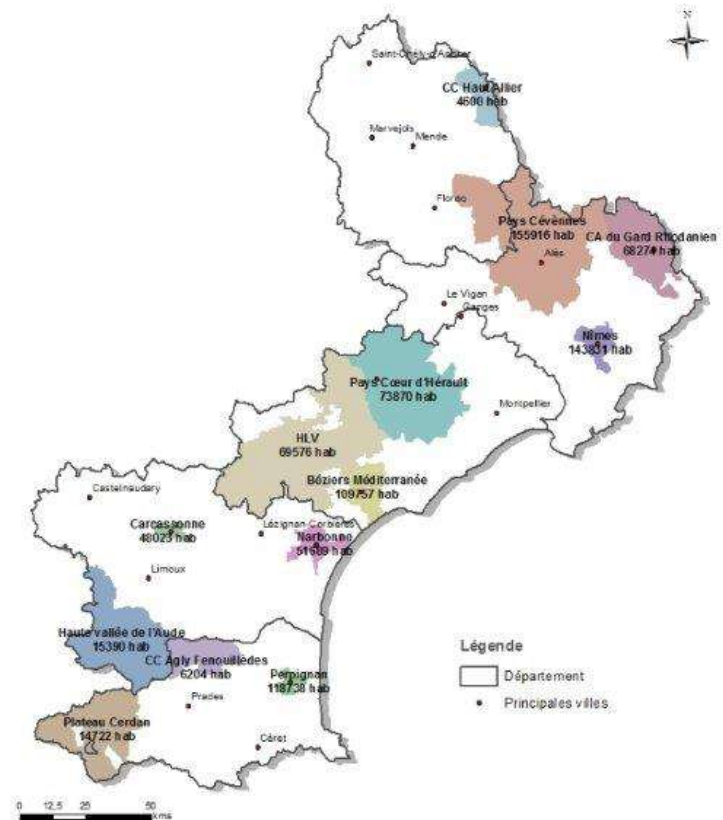 N
Saint-Chély-d'Apcher
CC Haut Allier
4600 hab
Marvejols
Mende
Florac
Pays Cévennes
155916 hab
CA du Gard Rhodanien
Alès
Le Vigan
Ganges
Nîmes
143831 hab
Pays Cœur d'Hérault
73870 hab
Montpellier
HLV
69576 hab
Béziers Méditerranée
109757 hab
Castelnaudary
Carcassonne
48023 hab
Lézignan-Corbières
Narbonne
Limoux
Haute vallée de l'Aude
15390 hab
CC Agly Fenouillèdes
6204 hab
Perpignan
118738 hab
Prades
Plateau Cerdan
14722 hab
Céret
Légende
Département
Principales villes
0 12,5 25 50
kms